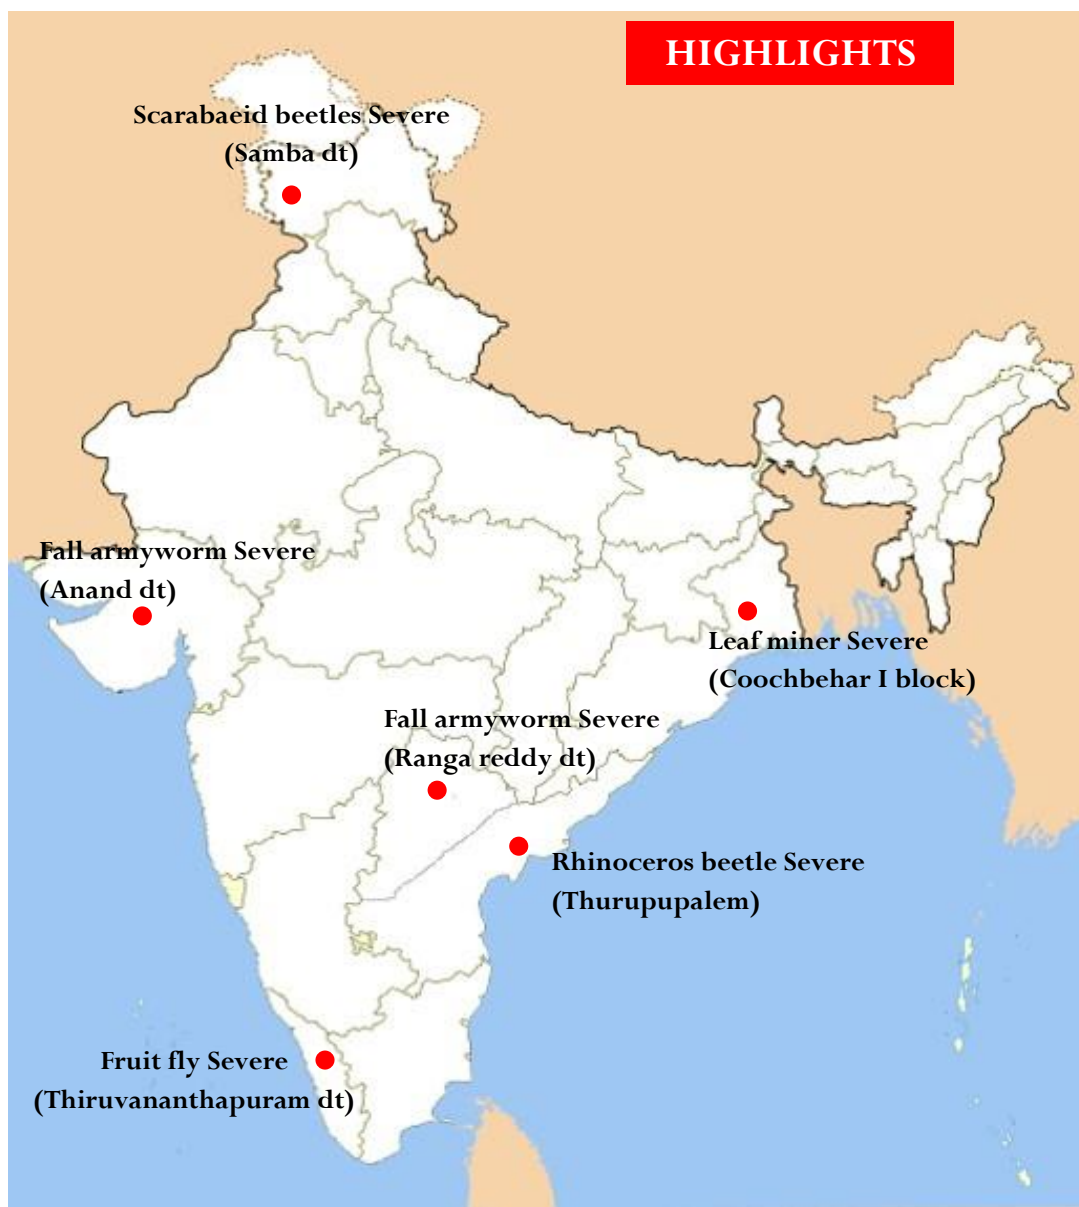 HIGHLIGHTS
Scarabaeid beetles Severe
(Samba dt)
Fall armyworm Severe
(Anand dt)
Leaf miner Severe
(Coochbehar I block)
Fall armyworm Severe
(Ranga reddy dt)
Rhinoceros beetle Severe
(Thurupupalem)
Fruit fly Severe
(Thiruvananthapuram dt)